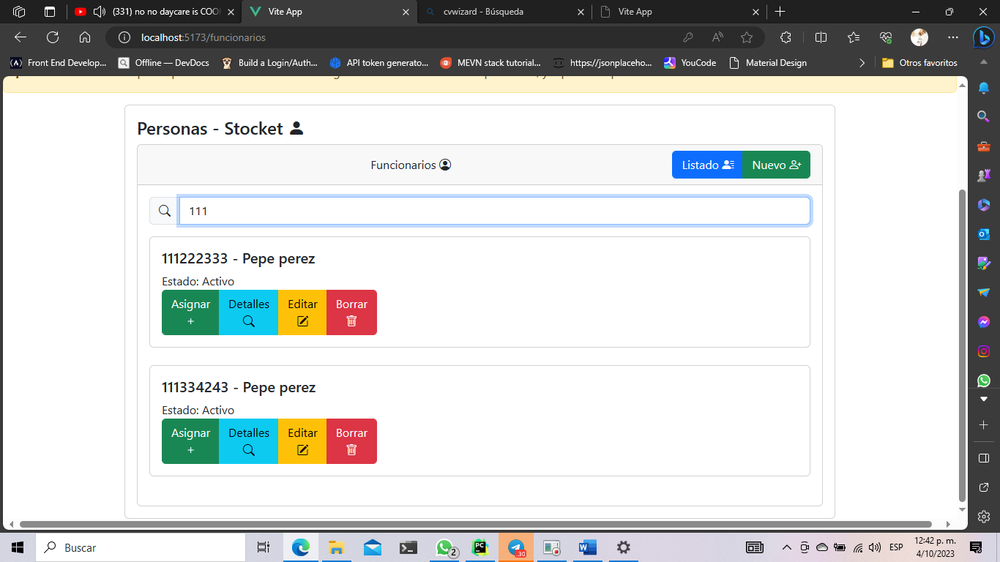 (331) no no daycare is COO
Vite App
cvwizard - Búsqueda
Vite App
localhost:5173/funcionarios
Front End Develop...
Offline — DevDocs
Build a Login/Auth...
API token generato...
MEVN stack tutorial...
https://jsonplaceho...
YouCode
Material Design
Otros favoritos
Personas - Stocket
Funcionarios
Listado
Nuevo
111
111222333 - Pepe perez
Estado: Activo
Asignar
+
Detalles
Editar
Borrar
111334243 - Pepe perez
Estado: Activo
Asignar
+
Detalles
Editar
Borrar
Buscar
2
PC
.30
ESP
12:42 p. m.
4/10/2023